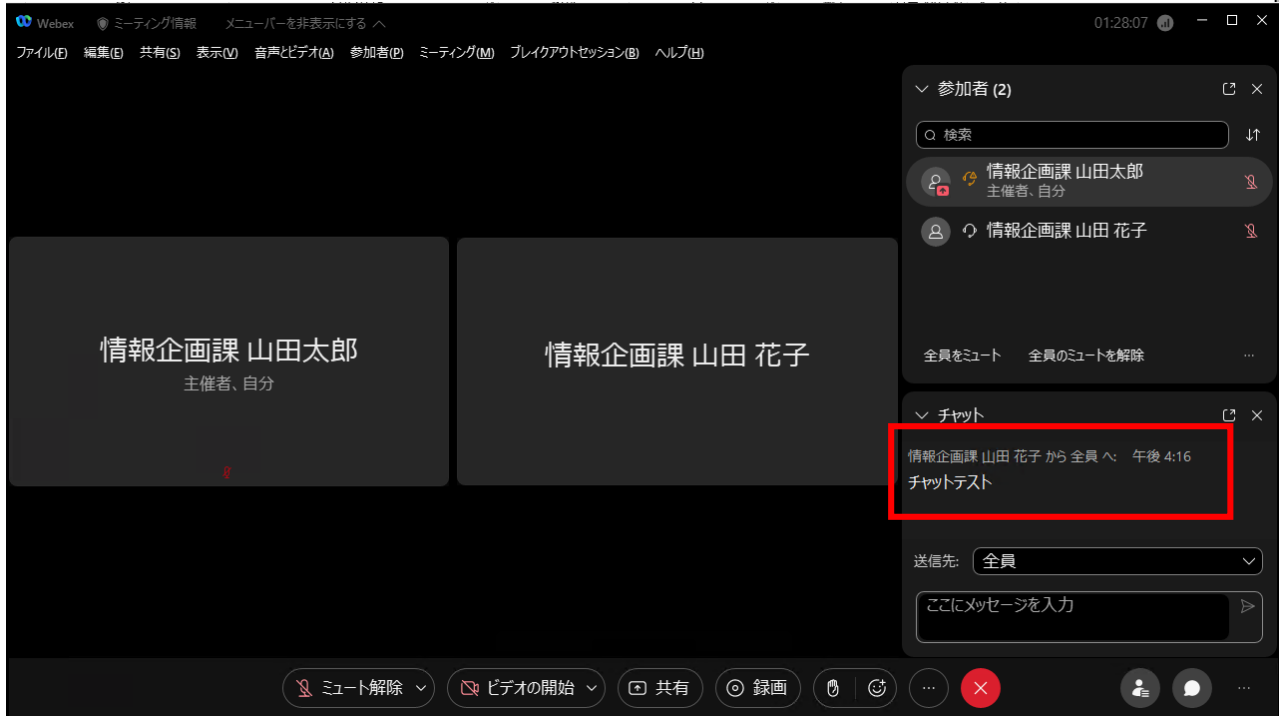 Webex ミーティング情報 メニューバーを非表示にする 01:28:07
ファイル(F) 編集(E) 共有(S) 表示(V) 音声とビデオ(A) 参加者(P) ミーティング(M) ブレイクアウトセッション(B) ヘルプ(H)
情報企画課 山田太郎
主催者、自分
情報企画課 山田 花子
参加者 (2)
検索
情報企画課 山田太郎
主催者、自分
情報企画課 山田 花子
全員をミュート 全員のミュートを解除 ...
チャット
情報企画課 山田 花子 から 全員 へ: 午後 4:16
チャットテスト
送信先: 全員
ここにメッセージを入力
ミュート解除 ビデオの開始 共有 録画 ... ...